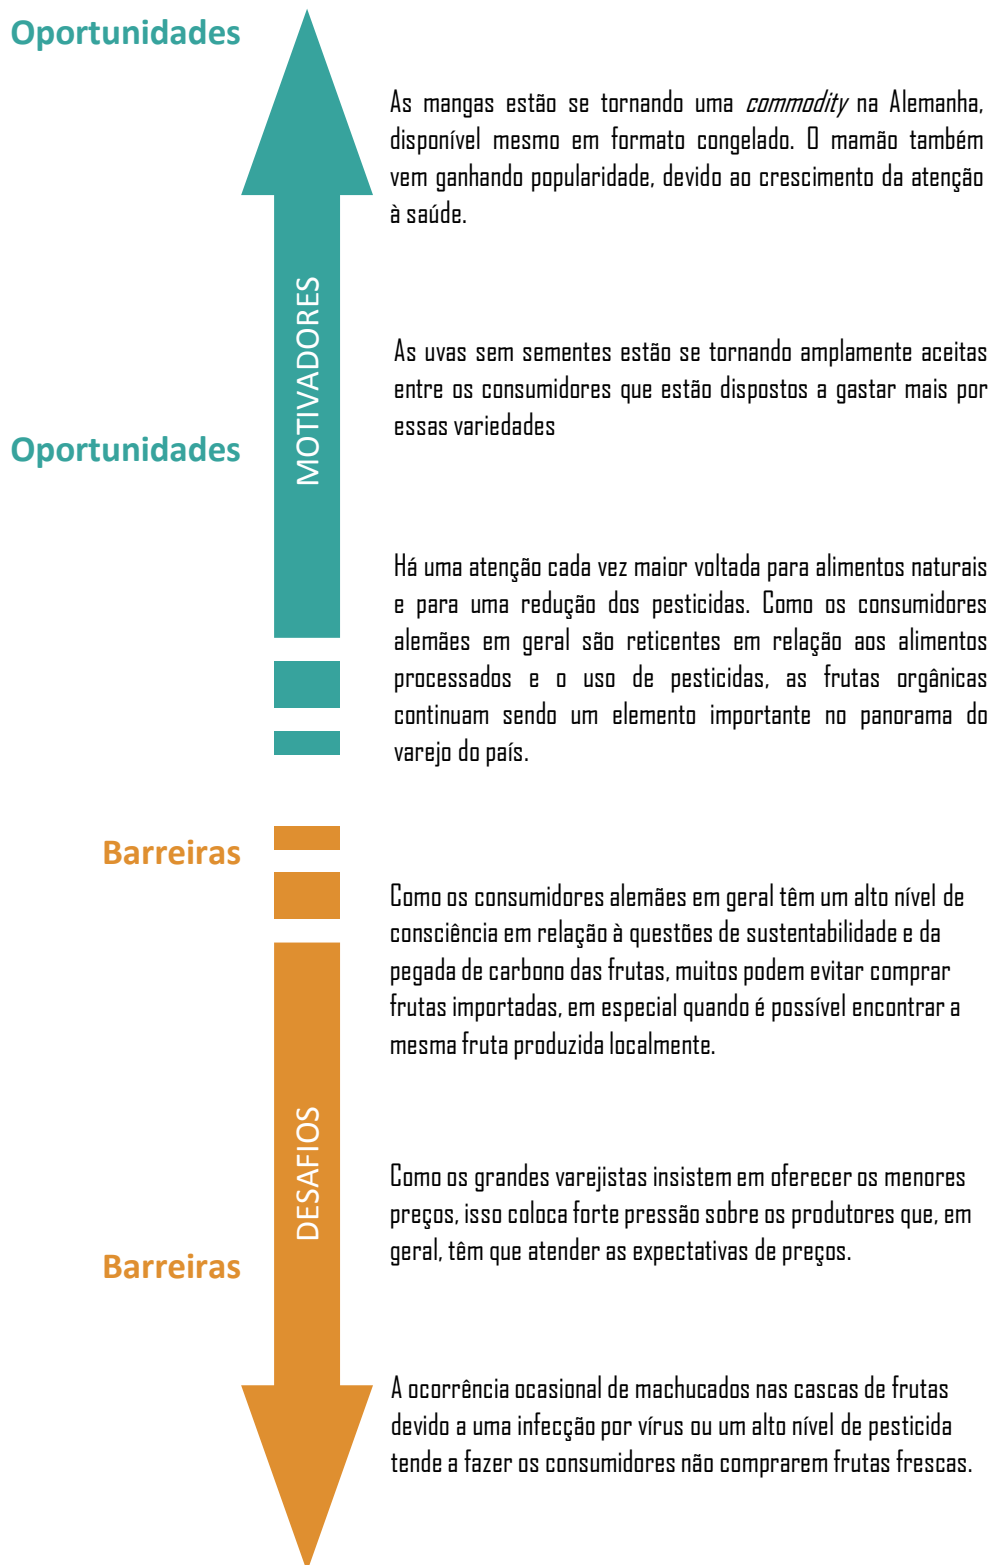 Oportunidades
As mangas estão se tornando uma commodity na Alemanha,
disponível mesmo em formato congelado. O mamão também
vem ganhando popularidade, devido ao crescimento da atenção
à saúde.
MOTIVADORES
As uvas sem sementes estão se tornando amplamente aceitas
entre os consumidores que estão dispostos a gastar mais por
essas variedades
Oportunidades
Há uma atenção cada vez maior voltada para alimentos naturais
e para uma redução dos pesticidas. Como os consumidores
alemães em geral são reticentes em relação aos alimentos
processados e o uso de pesticidas, as frutas orgânicas
continuam sendo um elemento importante no panorama do
varejo do país.
Barreiras
Como os consumidores alemães em geral têm um alto nível de
consciência em relação à questões de sustentabilidade e da
pegada de carbono das frutas, muitos podem evitar comprar
frutas importadas, em especial quando é possível encontrar a
mesma fruta produzida localmente.
DESAFIOS
Como os grandes varejistas insistem em oferecer os menores
preços, isso coloca forte pressão sobre os produtores que, em
geral, têm que atender as expectativas de preços.
Barreiras
A ocorrência ocasional de machucados nas cascas de frutas
devido a uma infecção por vírus ou um alto nível de pesticida
tende a fazer os consumidores não comprarem frutas frescas.